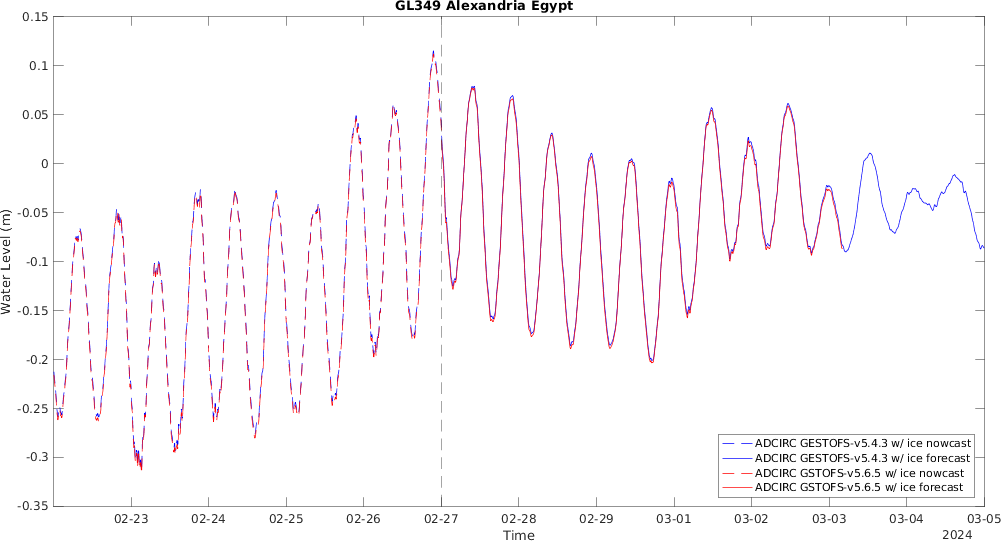 GL349 Alexandria Egypt
0.15
0.1
0.05
0
-0.05
-0.1
-0.15
-0.2
-0.25
-0.3
-0.35
Water Level (m)
ADCIRC GESTOFS-v5.4.3 w/ ice nowcast
ADCIRC GESTOFS-v5.4.3 w/ ice forecast
ADCIRC GSTOFS-v5.6.5 w/ ice nowcast
ADCIRC GSTOFS-v5.6.5 w/ ice forecast
02-23 02-24 02-25 02-26 02-27 02-28 02-29 03-01 03-02 03-03 03-04 03-05
Time
2024